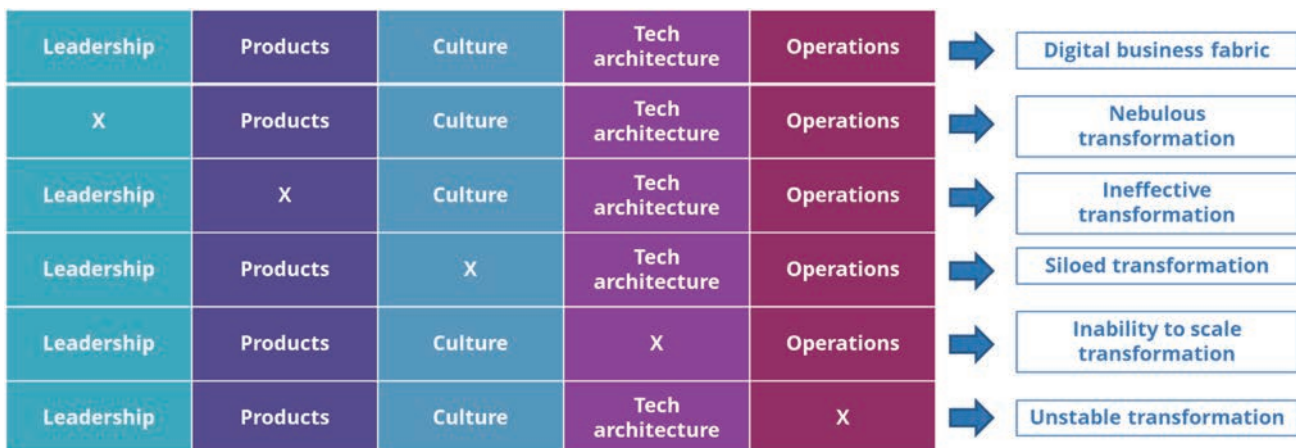 Leadership Products Culture Tech architecture Operations Digital business fabric
X Products Culture Tech architecture Operations Nebulous transformation
Leadership X Culture Tech architecture Operations Ineffective transformation
Leadership Products X Tech architecture Operations Siloed transformation
Leadership Products Culture X Operations Inability to scale transformation
Leadership Products Culture Tech architecture X Unstable transformation